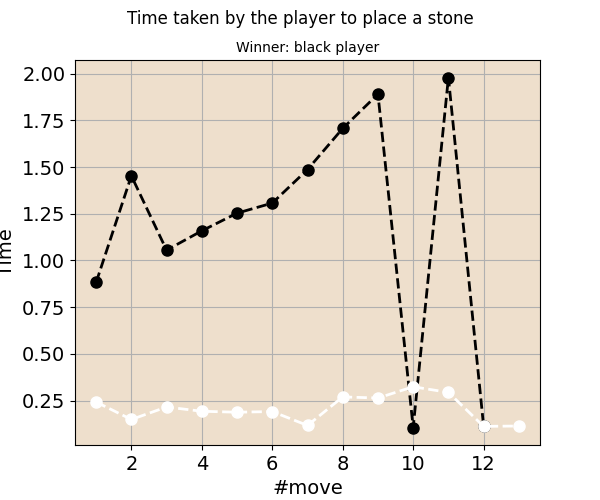 Time taken by the player to place a stone
Winner: black player
2.00
1.75
1.50
1.25
1.00
0.75
0.50
0.25
Time
2 4 6 8 10 12
#move